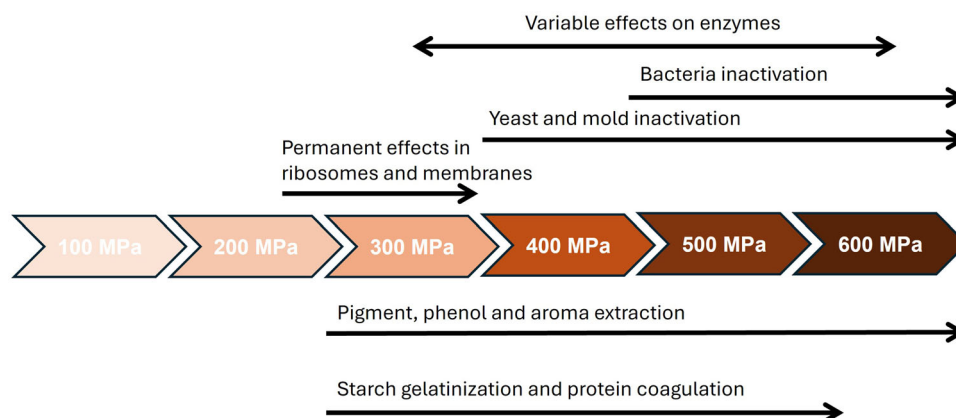 Variable effects on enzymes
Bacteria inactivation
Yeast and mold inactivation
Permanent effects in
ribosomes and membranes
100 MPa
200 MPa
300 MPa
400 MPa
500 MPa
600 MPa
Pigment, phenol and aroma extraction
Starch gelatinization and protein coagulation